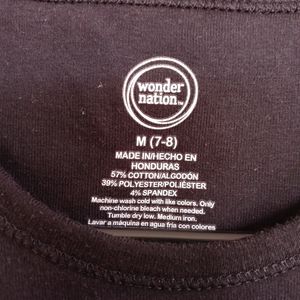 wonder
nation™
M (7-8)
MADE IN/HECHO EN
HONDURAS
57% COTTON/ALGODÓN
39% POLYESTER/POLIÉSTER
4% SPANDEX
Machine wash cold with like colors. Only
non-chlorine bleach when needed.
Tumble dry low. Medium iron.
Lavar a máquina en agua fría con colores